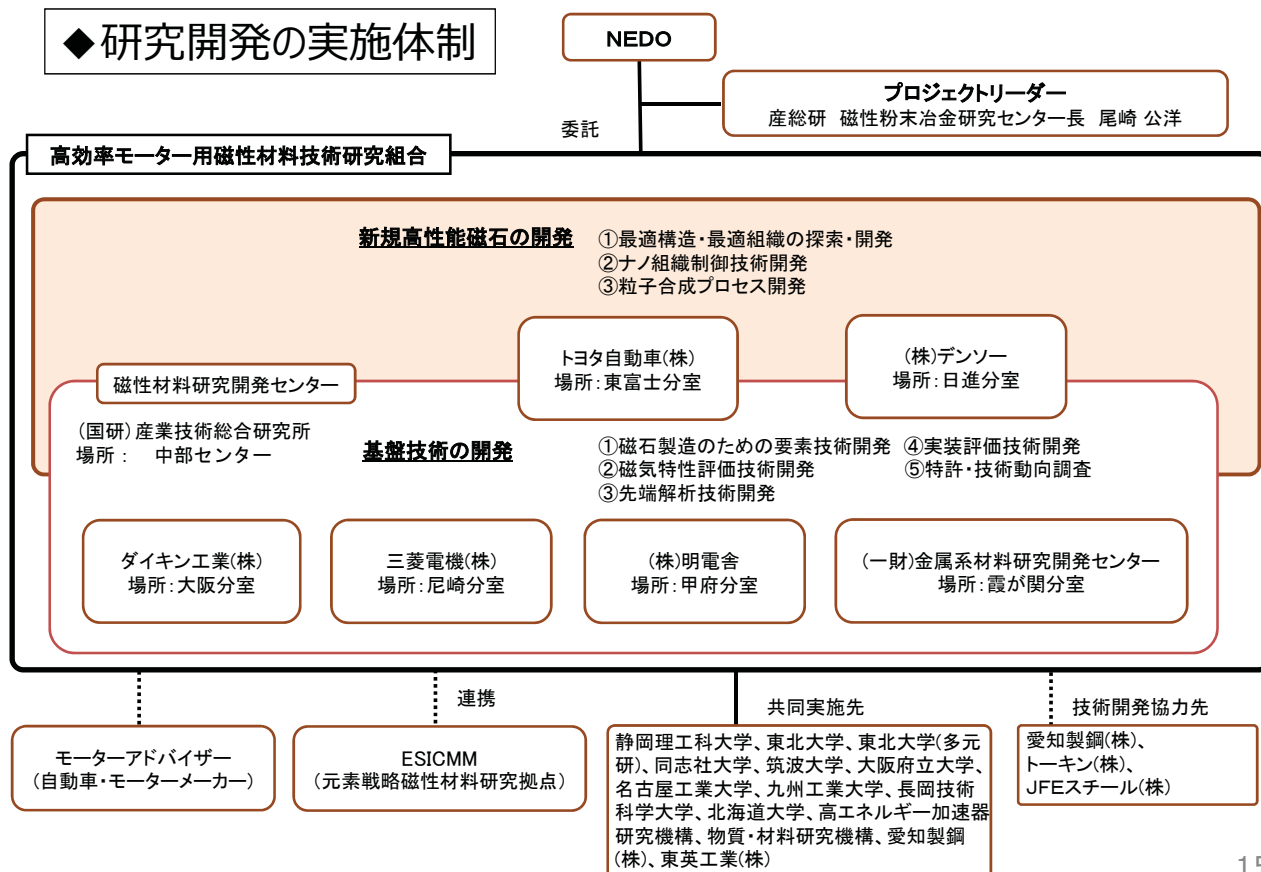 ◆研究開発の実施体制
NEDO
プロジェクトリーダー
産総研 磁性粉末冶金研究センター長 尾崎 公洋
委託
高効率モーター用磁性材料技術研究組合
新規高性能磁石の開発
①最適構造・最適組織の探索・開発
②ナノ組織制御技術開発
③粒子合成プロセス開発
トヨタ自動車(株)
場所:東富士分室
(株)デンソー
場所:日進分室
磁性材料研究開発センター
(国研)産業技術総合研究所
場所: 中部センター
基盤技術の開発
①磁石製造のための要素技術開発
②磁気特性評価技術開発
③先端解析技術開発
④実装評価技術開発
⑤特許・技術動向調査
ダイキン工業(株)
場所:大阪分室
三菱電機(株)
場所:尼崎分室
(株)明電舎
場所:甲府分室
(一財)金属系材料研究開発センター
場所:霞が関分室
連携
共同実施先
技術開発協力先
モーターアドバイザー
(自動車・モーターメーカー)
ESICMM
(元素戦略磁性材料研究拠点)
静岡理工科大学、東北大学、東北大学(多元
研)、同志社大学、筑波大学、大阪府立大学、
名古屋工業大学、九州工業大学、長岡技術
科学大学、北海道大学、高エネルギー加速器
研究機構、物質・材料研究機構、愛知製鋼
(株)、東英工業(株)
愛知製鋼(株)、
トーキン(株)、
JFEスチール(株)